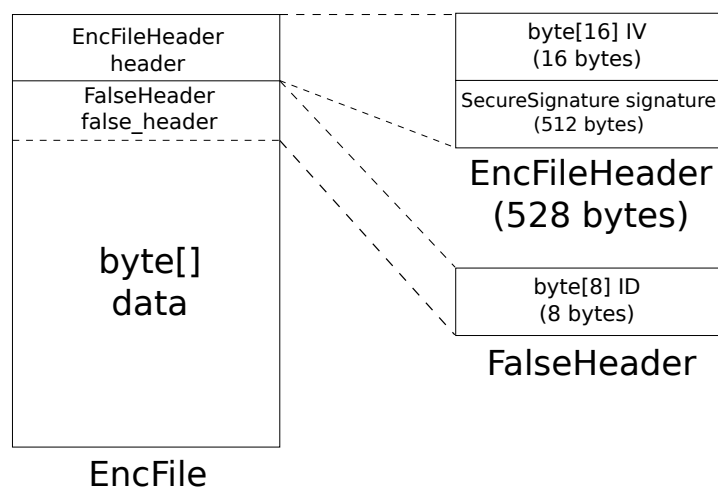 EncFileHeader
header
FalseHeader
false_header
byte[]
data
EncFile
byte[16] IV
(16 bytes)
SecureSignature signature
(512 bytes)
EncFileHeader
(528 bytes)
byte[8] ID
(8 bytes)
FalseHeader